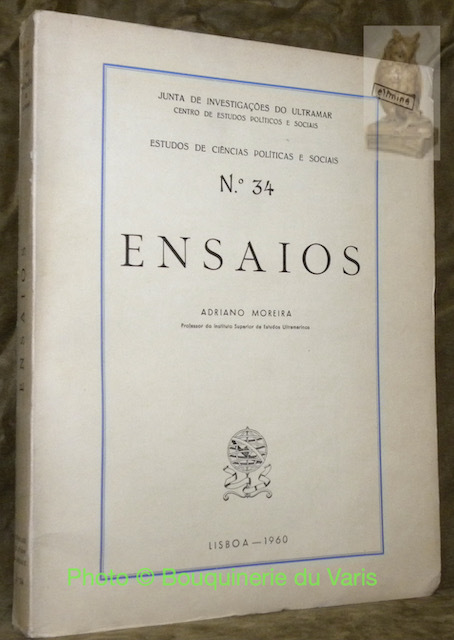 JUNTA DE INVESTIGAÇÕES DO ULTRAMAR
CENTRO DE ESTUDOS POLÍTICOS E SOCIAIS
ESTUDOS DE CIÊNCIAS POLÍTICAS E SOCIAIS
N.º 34
ENSAIOS
ADRIANO MOREIRA
Professor do Instituto Superior de Estudos Ultramarinos
LISBOA — 1960
ENSAIOS
Photo © Bouquinerie du Varis